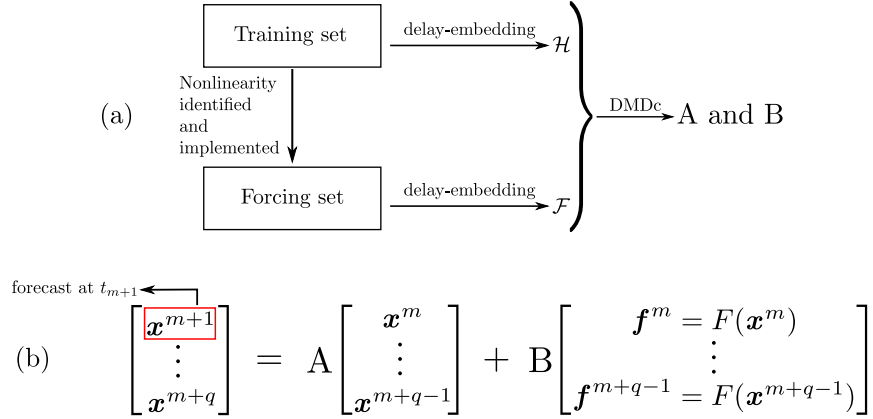 Training set
delay-embedding
ℋ
Nonlinearity
identified
and
implemented
(a)
DMDc
A and B
Forcing set
delay-embedding
ℱ
forecast at t_{m+1}
(b)
x^{m+1}
⋮
x^{m+q}
=
A
x^m
⋮
x^{m+q-1}
+
B
f^m = F(x^m)
⋮
f^{m+q-1} = F(x^{m+q-1})